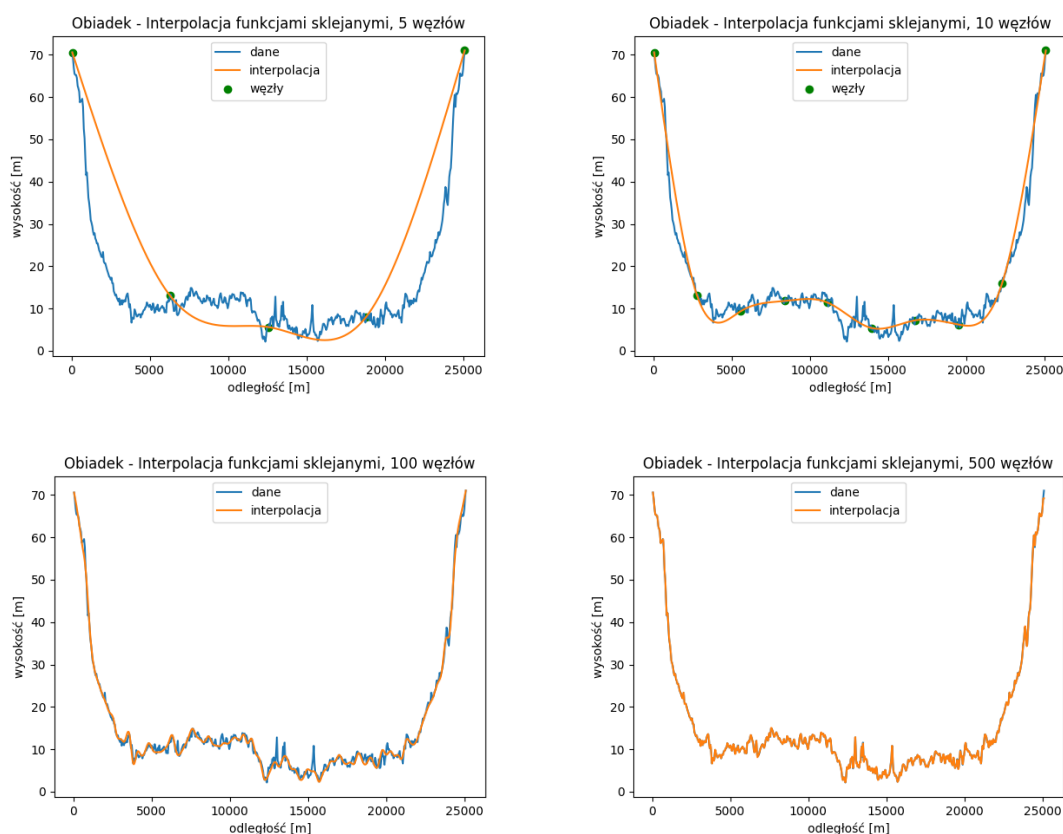 Obiadek - Interpolacja funkcjami sklejanymi, 5 węzłów
dane
interpolacja
węzły
wysokość [m]
70
60
50
40
30
20
10
0
0 5000 10000 15000 20000 25000
odległość [m]
Obiadek - Interpolacja funkcjami sklejanymi, 10 węzłów
dane
interpolacja
węzły
wysokość [m]
70
60
50
40
30
20
10
0
0 5000 10000 15000 20000 25000
odległość [m]
Obiadek - Interpolacja funkcjami sklejanymi, 100 węzłów
dane
interpolacja
wysokość [m]
70
60
50
40
30
20
10
0
0 5000 10000 15000 20000 25000
odległość [m]
Obiadek - Interpolacja funkcjami sklejanymi, 500 węzłów
dane
interpolacja
wysokość [m]
70
60
50
40
30
20
10
0
0 5000 10000 15000 20000 25000
odległość [m]